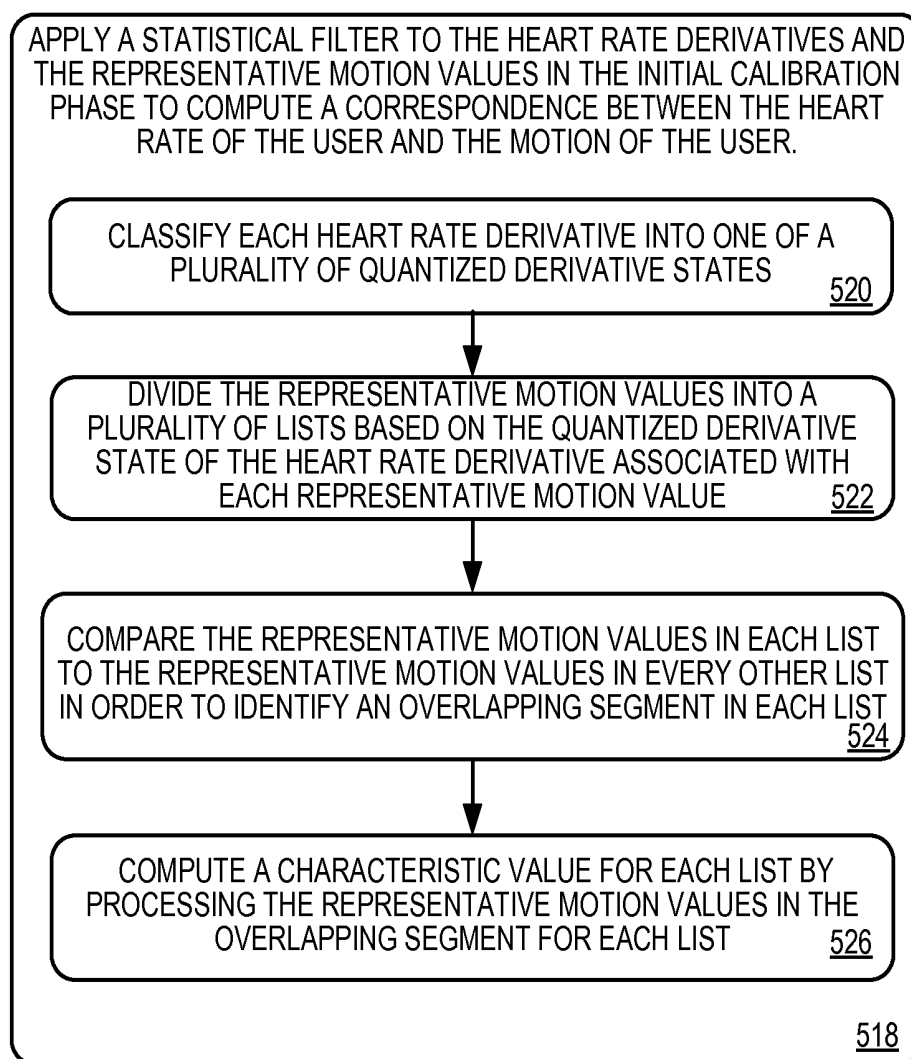 APPLY A STATISTICAL FILTER TO THE HEART RATE DERIVATIVES AND
THE REPRESENTATIVE MOTION VALUES IN THE INITIAL CALIBRATION
PHASE TO COMPUTE A CORRESPONDENCE BETWEEN THE HEART
RATE OF THE USER AND THE MOTION OF THE USER.
CLASSIFY EACH HEART RATE DERIVATIVE INTO ONE OF A
PLURALITY OF QUANTIZED DERIVATIVE STATES
520
DIVIDE THE REPRESENTATIVE MOTION VALUES INTO A
PLURALITY OF LISTS BASED ON THE QUANTIZED DERIVATIVE
STATE OF THE HEART RATE DERIVATIVE ASSOCIATED WITH
EACH REPRESENTATIVE MOTION VALUE
522
COMPARE THE REPRESENTATIVE MOTION VALUES IN EACH LIST
TO THE REPRESENTATIVE MOTION VALUES IN EVERY OTHER LIST
IN ORDER TO IDENTIFY AN OVERLAPPING SEGMENT IN EACH LIST
524
COMPUTE A CHARACTERISTIC VALUE FOR EACH LIST BY
PROCESSING THE REPRESENTATIVE MOTION VALUES IN THE
OVERLAPPING SEGMENT FOR EACH LIST
526
518